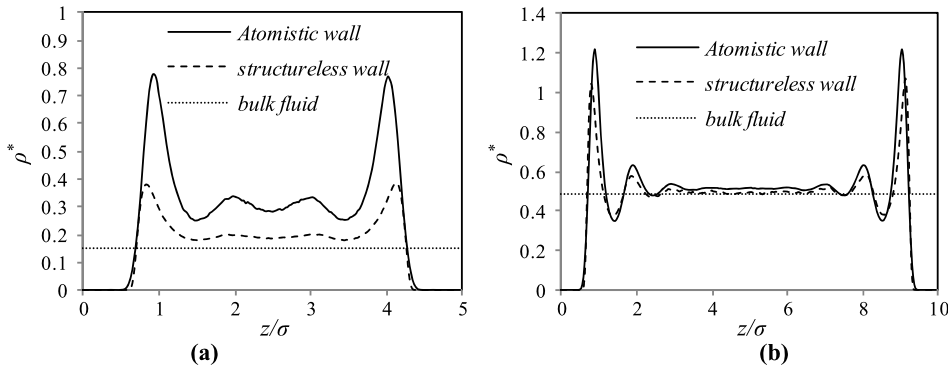 1
0.9
0.8
0.7
0.6
0.5
0.4
0.3
0.2
0.1
0
ρ*
Atomistic wall
structureless wall
bulk fluid
0 1 2 3 4 5
z/σ
(a)
1.4
1.2
1
0.8
0.6
0.4
0.2
0
ρ*
Atomistic wall
structureless wall
bulk fluid
0 2 4 6 8 10
z/σ
(b)